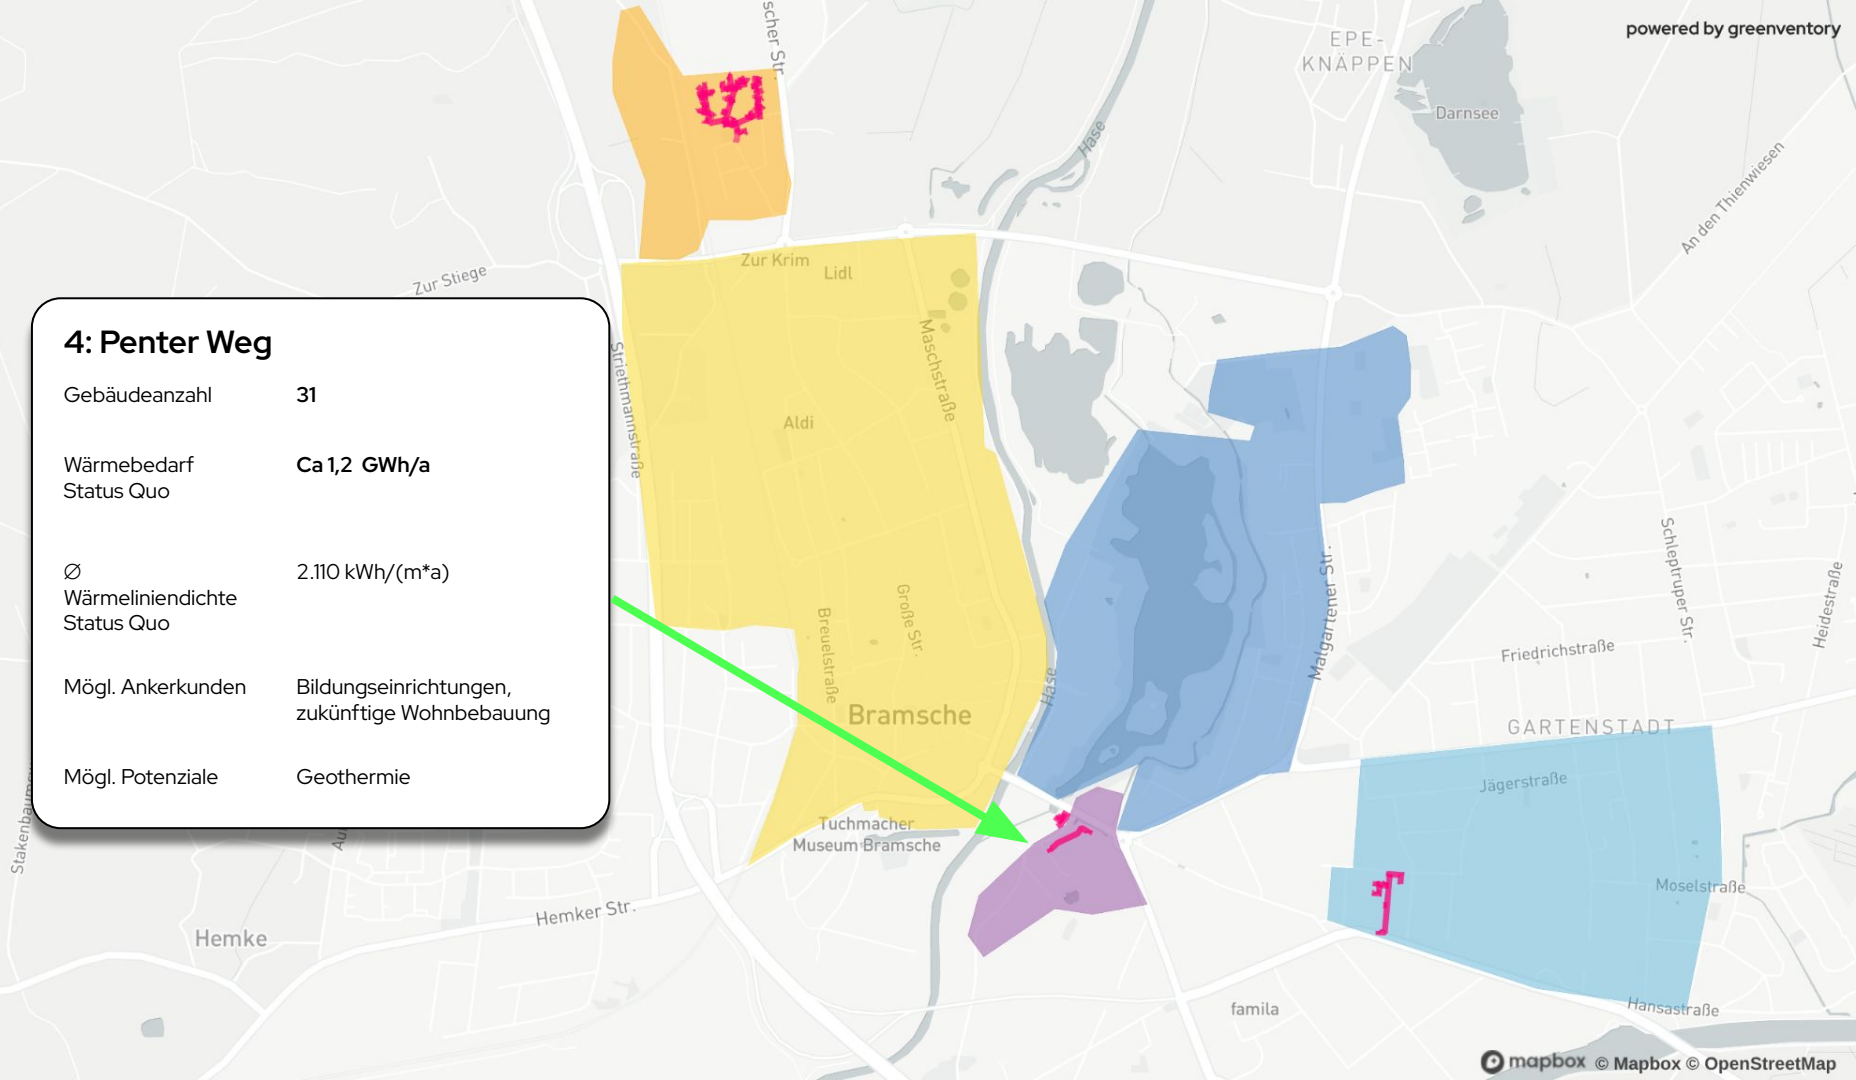 scher Str.
EPE-
KNÄPPEN
powered by greenventory
Darnsee
Hase
An den Thienwiesen
Zur Krim
Lidl
Zur Stiege
4: Penter Weg
Gebäudeanzahl 31
Wärmebedarf Ca 1,2 GWh/a
Status Quo
∅ 2.110 kWh/(m*a)
Wärmeliniendichte
Status Quo
Mögl. Ankerkunden Bildungseinrichtungen,
zukünftige Wohnbebauung
Mögl. Potenziale Geothermie
Striethmannstraße
Maschstraße
Aldi
Große Str.
Breuelstraße
Bramsche
Hase
Malgartener Str.
Schleptruper Str.
Heidestraße
Friedrichstraße
GARTENSTADT
Jägerstraße
Tuchmacher
Museum Bramsche
Moselstraße
Hemker Str.
Hemke
famila
Hansastraße
mapbox © Mapbox © OpenStreetMap